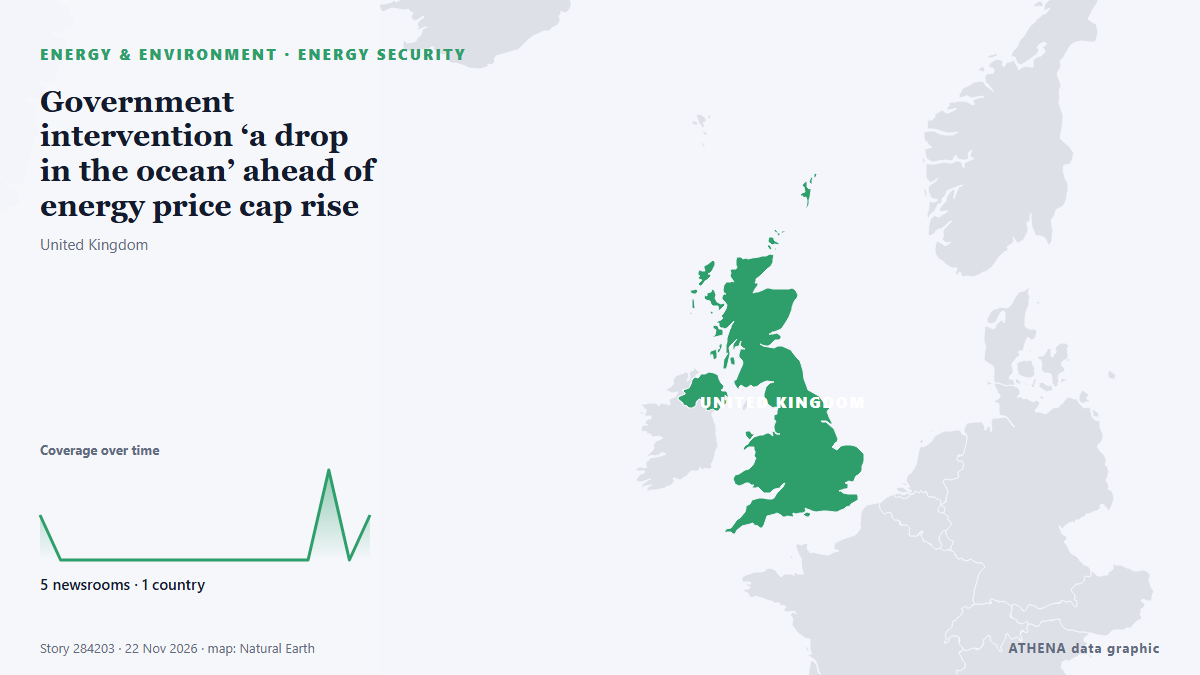 ENERGY & ENVIRONMENT · ENERGY SECURITY
Government
intervention ‘a drop
in the ocean’ ahead of
energy price cap rise
United Kingdom
UNITED KINGDOM
Coverage over time
5 newsrooms · 1 country
Story 284203 · 22 Nov 2026 · map: Natural Earth
ATHENA data graphic